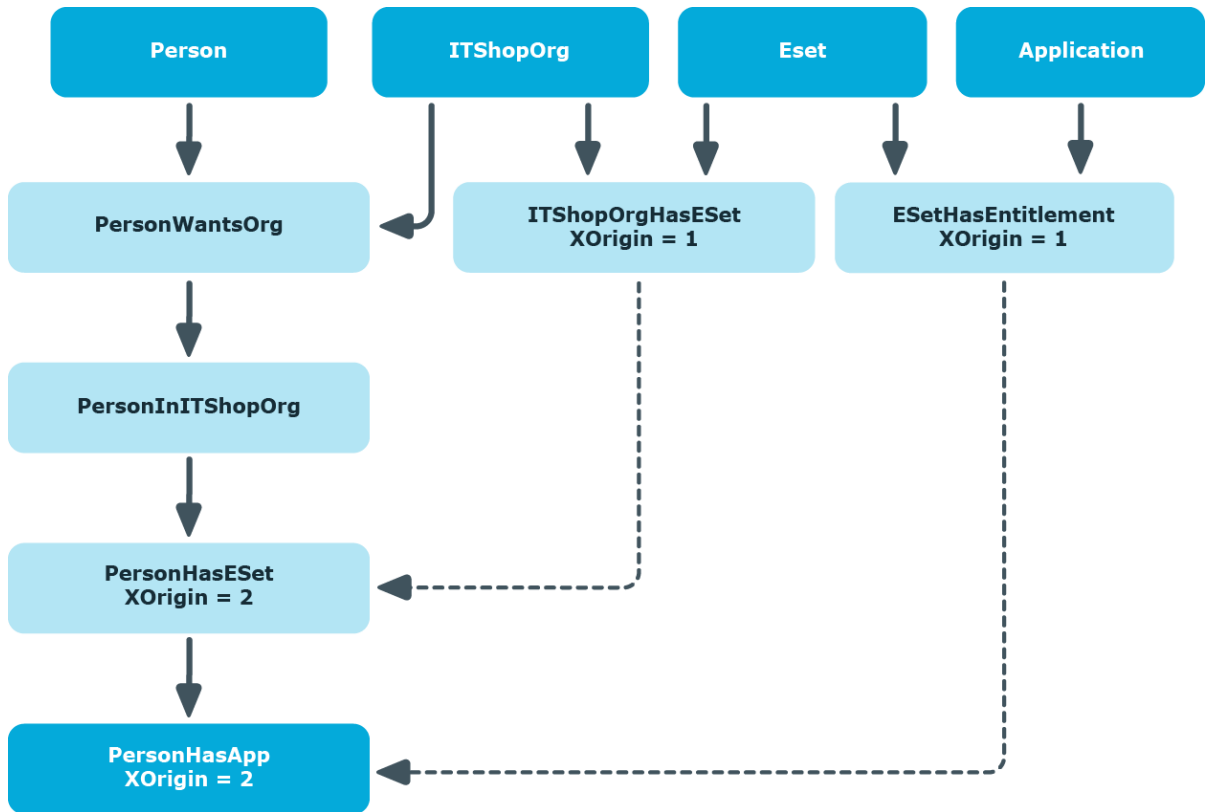 Person
ITShopOrg
Eset
Application
PersonWantsOrg
ITShopOrgHasESet
XOrigin = 1
ESetHasEntitlement
XOrigin = 1
PersonInITShopOrg
PersonHasESet
XOrigin = 2
PersonHasApp
XOrigin = 2